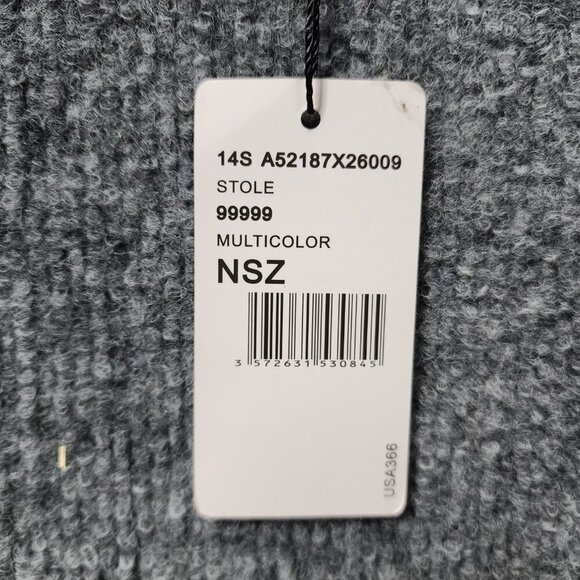 14S A52187X26009
STOLE
99999
MULTICOLOR
NSZ
3 572631 530845
USA366